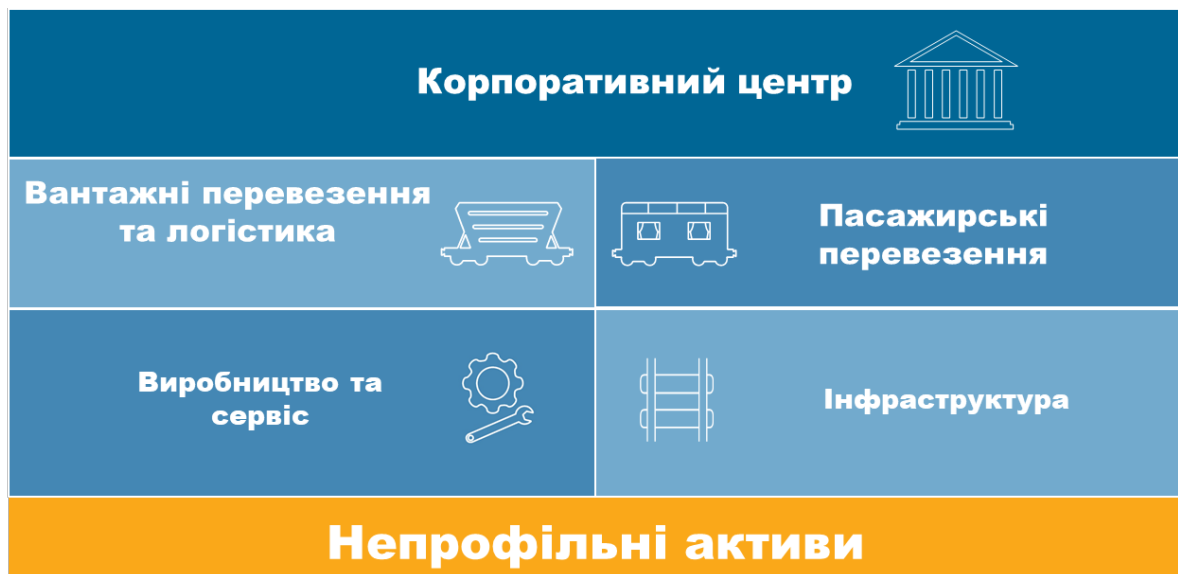 Корпоративний центр
Вантажні перевезення
та логістика
Пасажирські
перевезення
Виробництво та
сервіс
Інфраструктура
Непрофільні активи